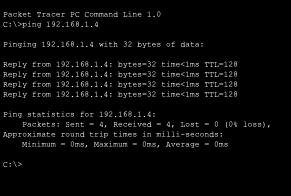 Packet Tracer PC Command Line 1.0
C:\>ping 192.168.1.4
Pinging 192.168.1.4 with 32 bytes of data:
Reply from 192.168.1.4: bytes=32 time<1ms TTL=128
Reply from 192.168.1.4: bytes=32 time<1ms TTL=128
Reply from 192.168.1.4: bytes=32 time<1ms TTL=128
Reply from 192.168.1.4: bytes=32 time<1ms TTL=128
Ping statistics for 192.168.1.4:
Packets: Sent = 4, Received = 4, Lost = 0 (0% loss),
Approximate round trip times in milli-seconds:
Minimum = 0ms, Maximum = 0ms, Average = 0ms
C:\>